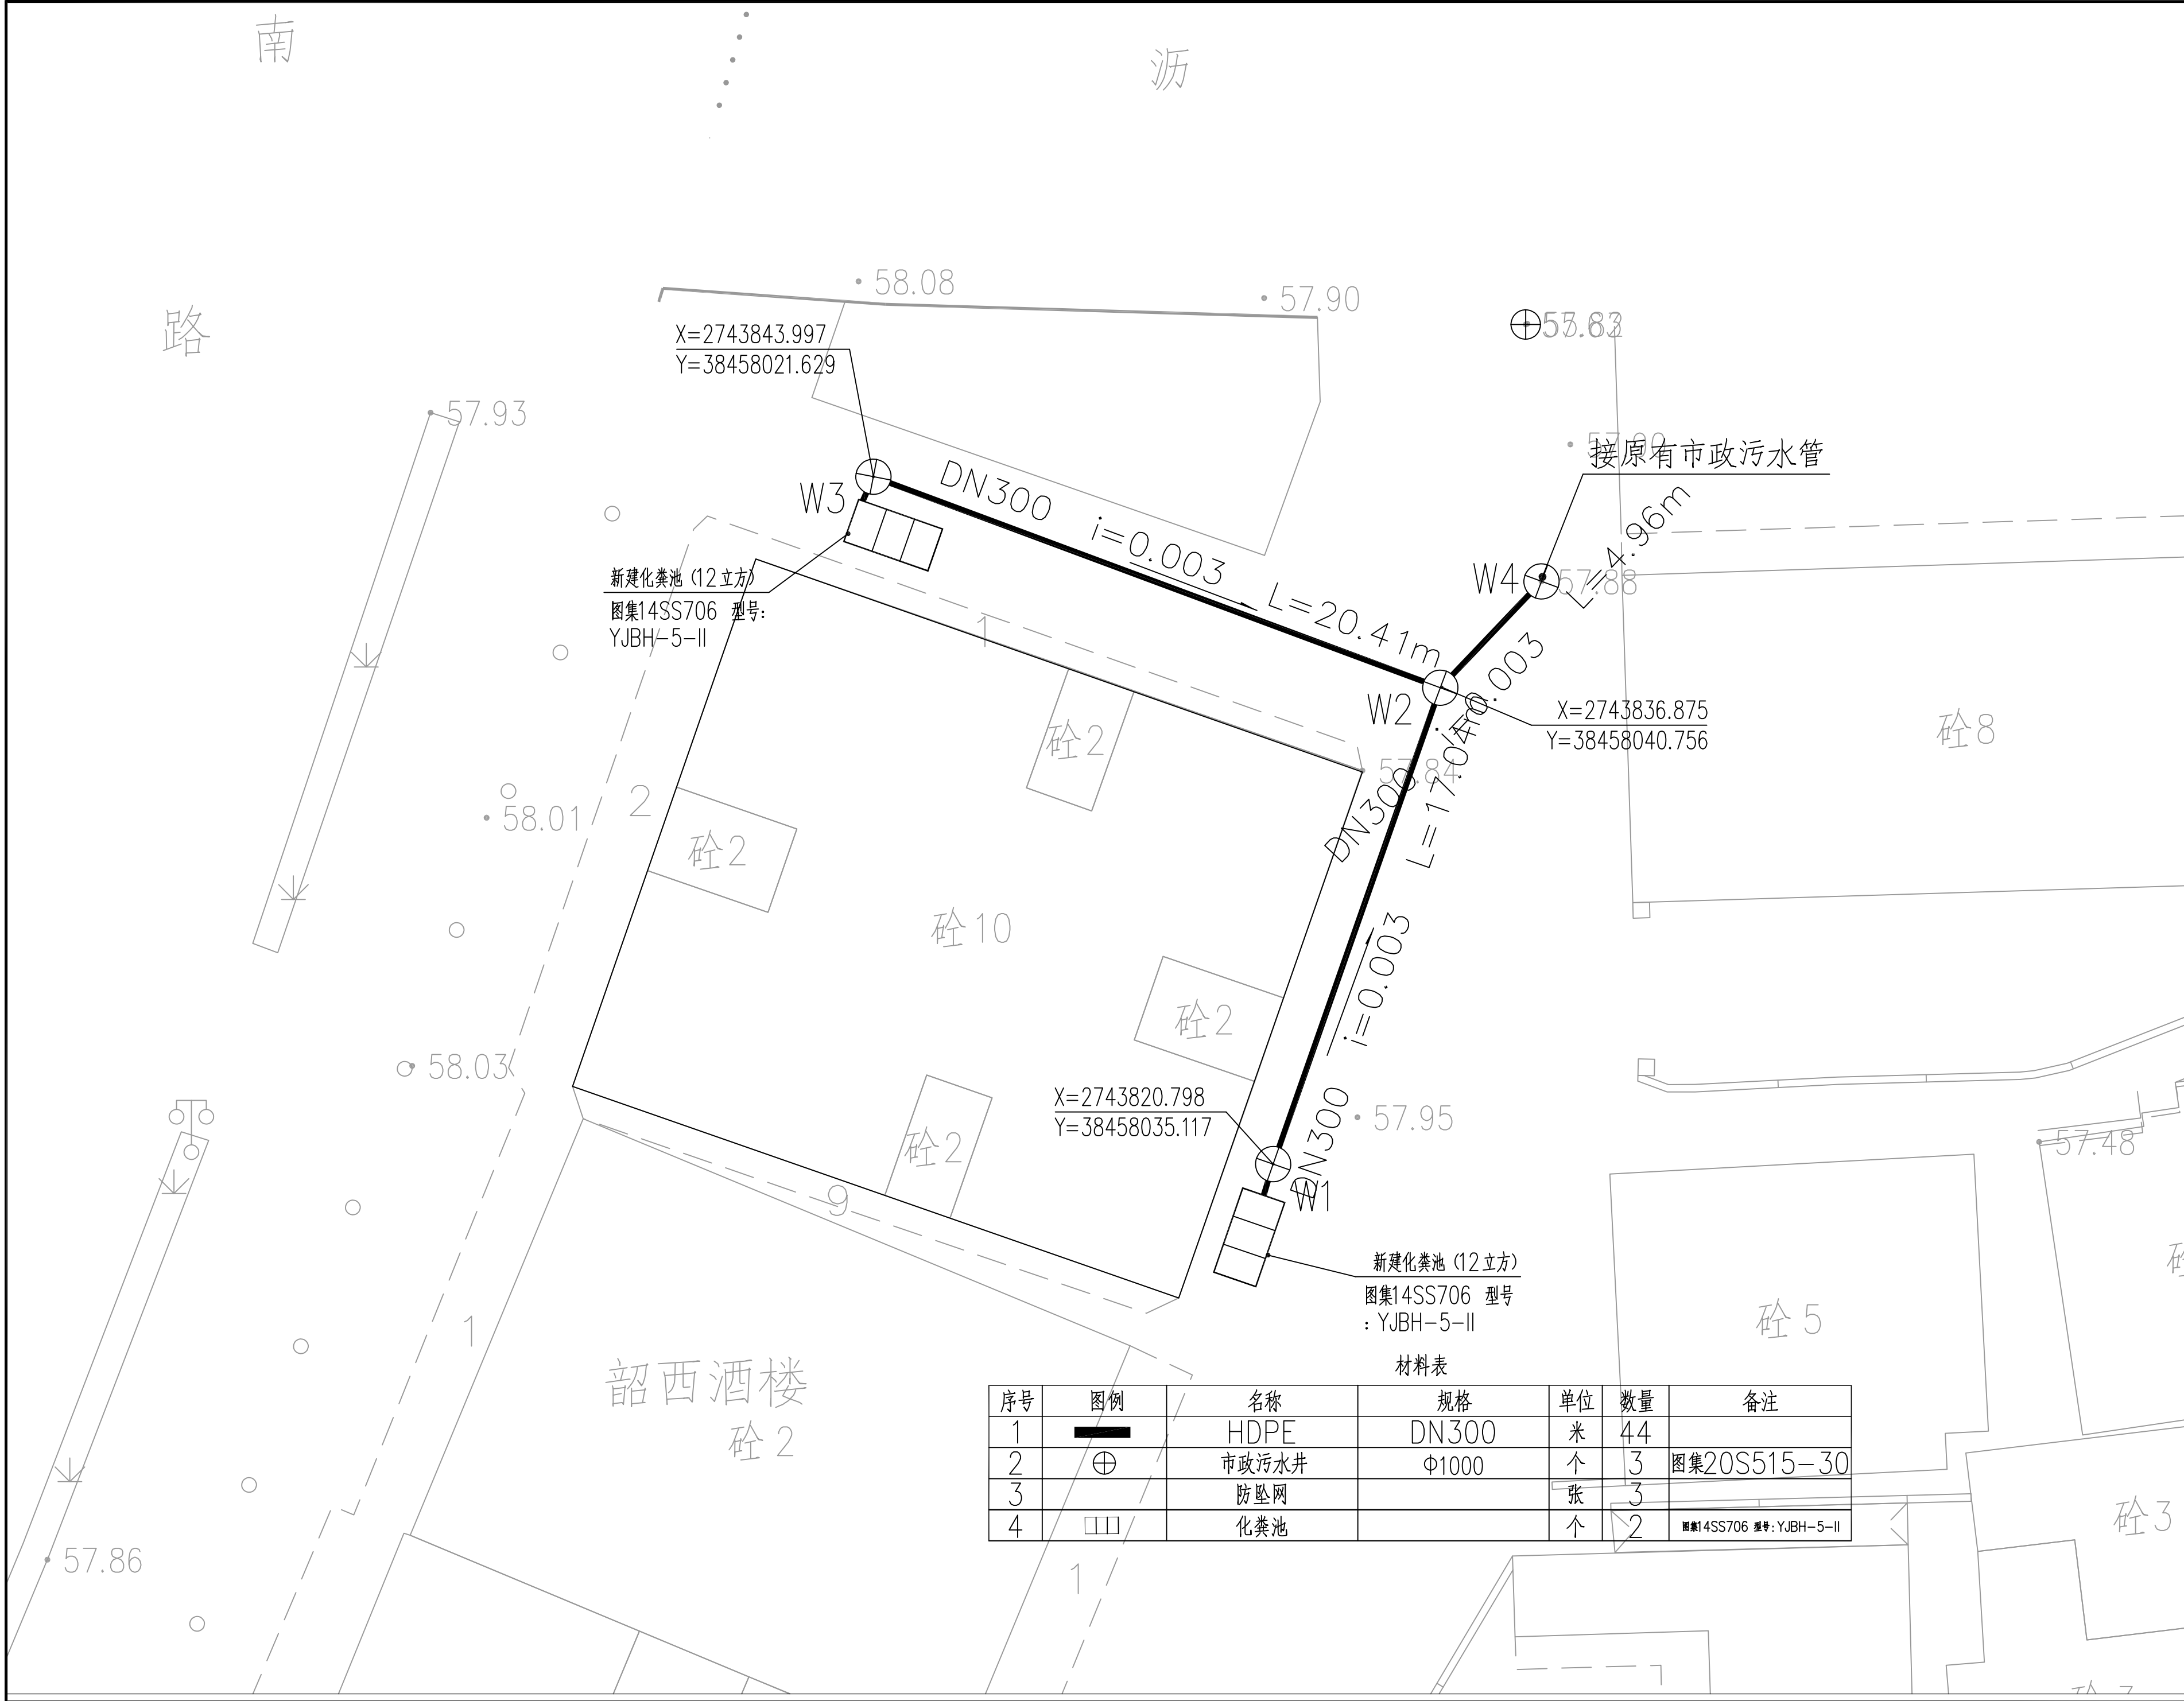 南
沥
路
58.08
57.90
X=2743843.997
Y=38458021.629
57.93
接原有市政污水管
W3
DN300 i=0.003 L=20.41m
W4
57.88
新建化粪池（12立方）
图集14SS706 型号：
YJBH-5-II
1
DN300 i=0.003 L=4.96m
W2
X=2743836.875
Y=38458040.756
砼2
砼8
57.84
2
58.01
砼2
砼10
DN300 i=0.003 L=17.04m
砼2
58.03
X=2743820.798
Y=38458035.117
57.95
砼2
57.48
9
W1
新建化粪池（12立方）
图集14SS706 型号
：YJBH-5-II
砼5
1
韶西酒楼
砼2
材料表
序号 图例 名称 规格 单位 数量 备注
1 HDPE DN300 米 44
2 市政污水井 Φ1000 个 3 图集20S515-30
3 防坠网 张 3
4 化粪池 个 2 图集14SS706 型号：YJBH-5-II
砼3
57.86
1